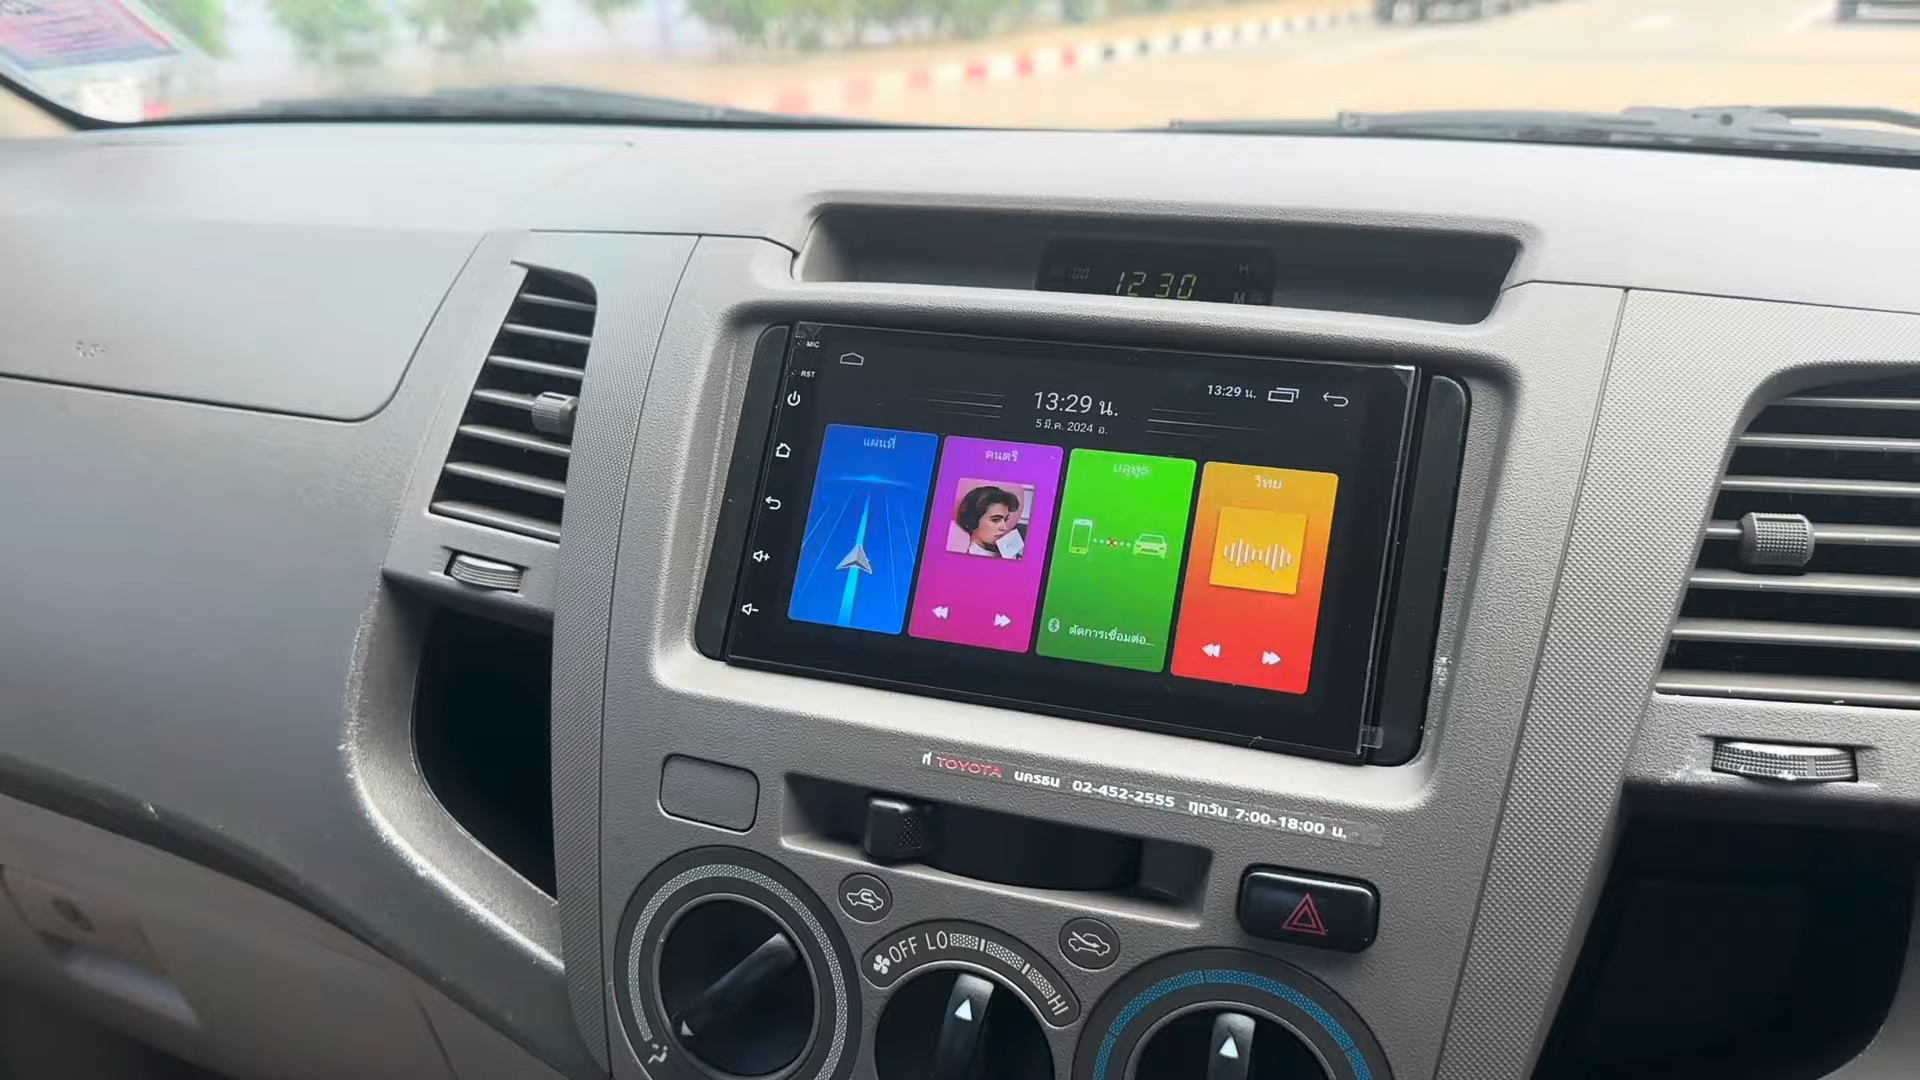 :00
12 30
H
M
MIC
RST
13:29 น.
13:29 น.
5 มี.ค. 2024 อ.
แผนที่
ดนตรี
บลูทูธ
วิทยุ
ตัดการเชื่อมต่อ...
ที่ TOYOTA นครธน 02-452-2555 ทุกวัน 7:00-18:00 น.
OFF LO HI